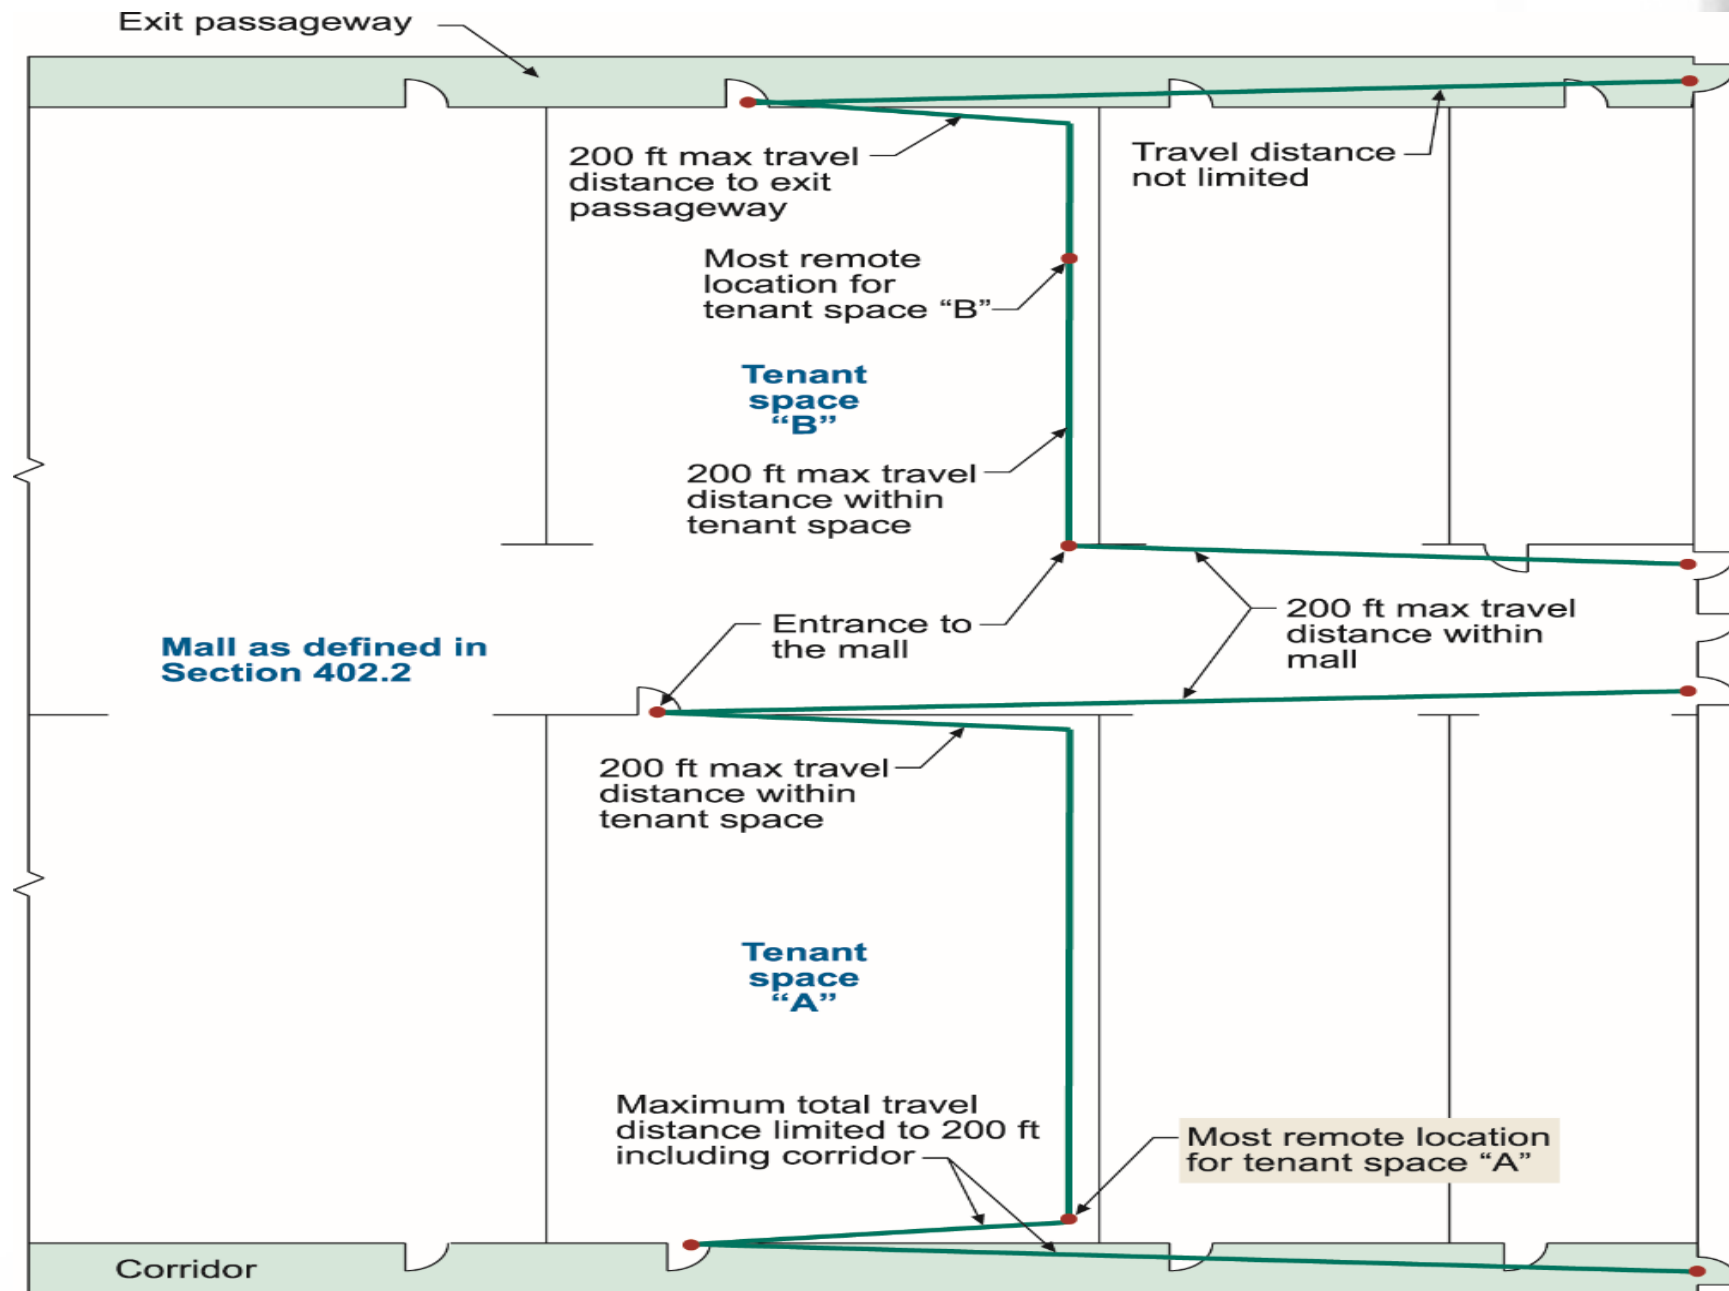 Exit passageway
200 ft max travel
distance to exit
passageway
Travel distance
not limited
Most remote
location for
tenant space “B”
Tenant
space
“B”
200 ft max travel
distance within
tenant space
Entrance to
the mall
200 ft max travel
distance within
mall
Mall as defined in
Section 402.2
200 ft max travel
distance within
tenant space
Tenant
space
“A”
Maximum total travel
distance limited to 200 ft
including corridor
Most remote location
for tenant space “A”
Corridor